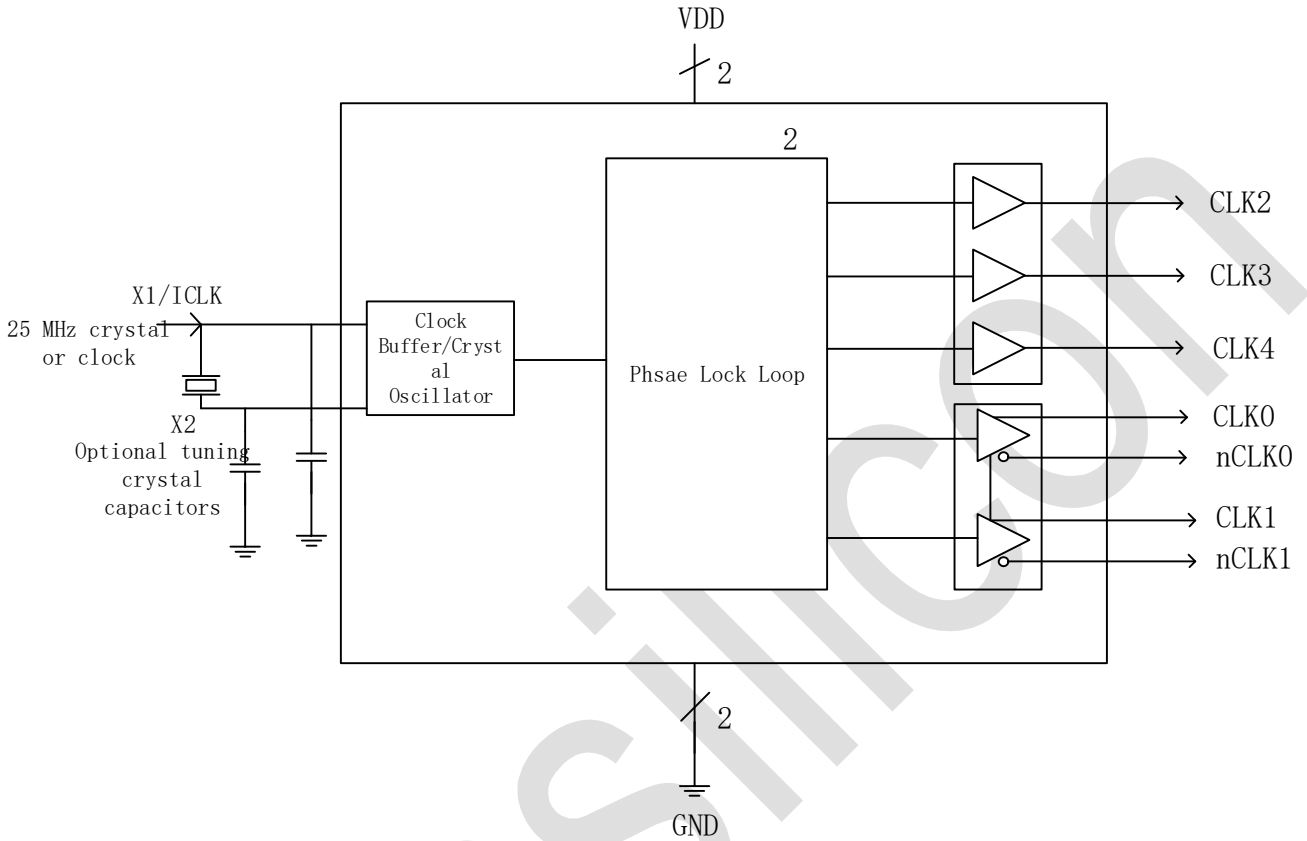 VDD
2
2
CLK2
CLK3
CLK4
CLK0
nCLK0
CLK1
nCLK1
X1/ICLK
25 MHz crystal
or clock
Clock
Buffer/Cryst
al
Oscillator
Phsae Lock Loop
X2
Optional tuning
crystal
capacitors
2
GND
silicon